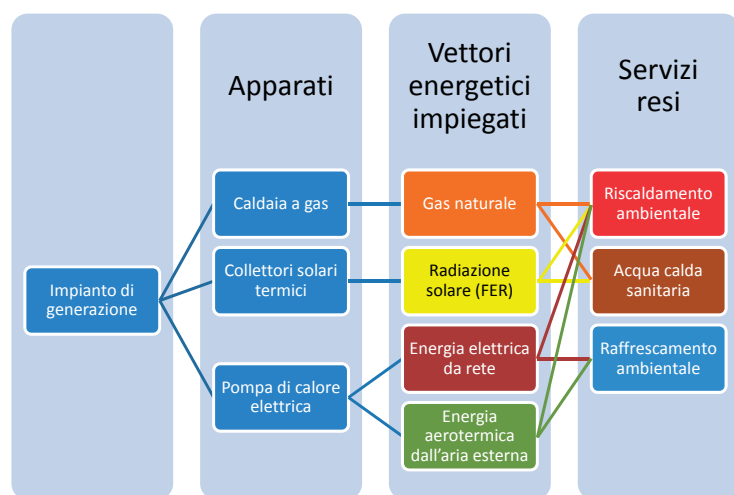 Apparati
Vettori
energetici
impiegati
Servizi
resi
Impianto di
generazione
Caldaia a gas
Collettori solari
termici
Pompa di calore
elettrica
Gas naturale
Radiazione
solare (FER)
Energia elettrica
da rete
Energia
aerotermica
dall'aria esterna
Riscaldamento
ambientale
Acqua calda
sanitaria
Raffrescamento
ambientale